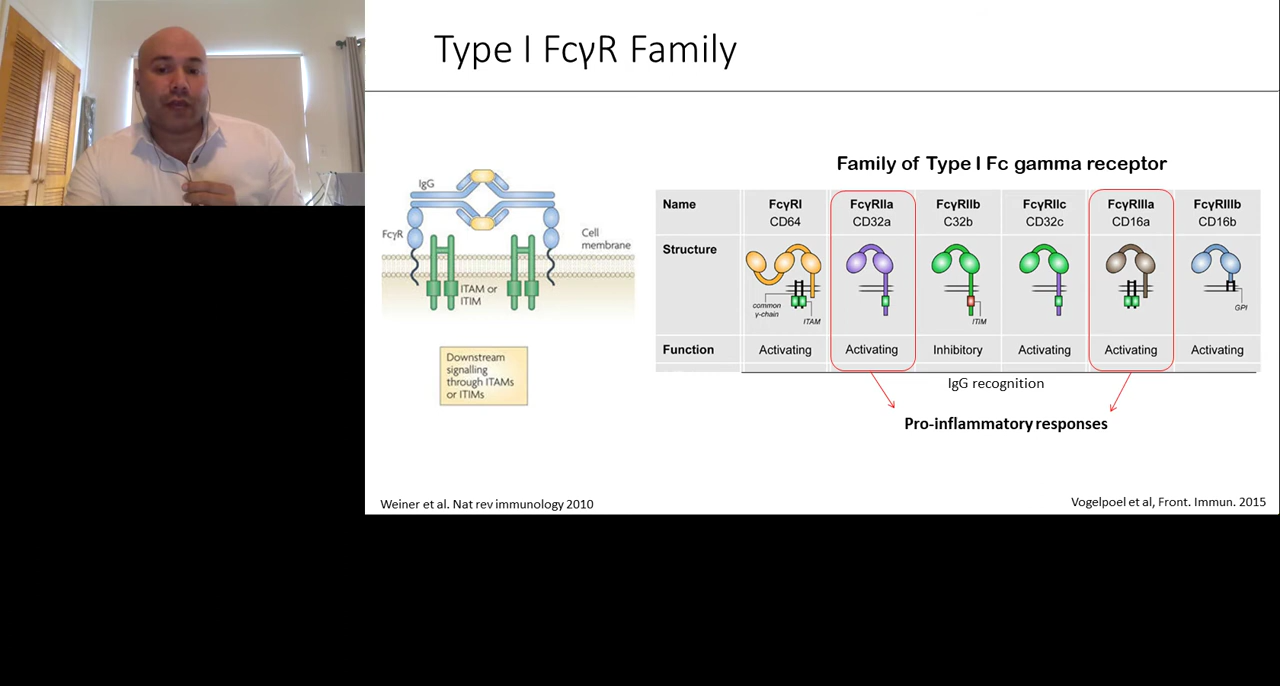 Type I FcγR Family
IgG
FcγR
Cell
membrane
ITAM or
ITIM
Downstream
signalling
through ITAMs
or ITIMs
Weiner et al. Nat rev immunology 2010
Family of Type I Fc gamma receptor
Name FcγRI FcγRIIa FcγRIIb FcγRIIc FcγRIIIa FcγRIIIb
CD64 CD32a C32b CD32c CD16a CD16b
Structure
common
γ-chain
ITAM
ITIM
GPI
Function Activating Activating Inhibitory Activating Activating Activating
IgG recognition
Pro-inflammatory responses
Vogelpoel et al, Front. Immun. 2015